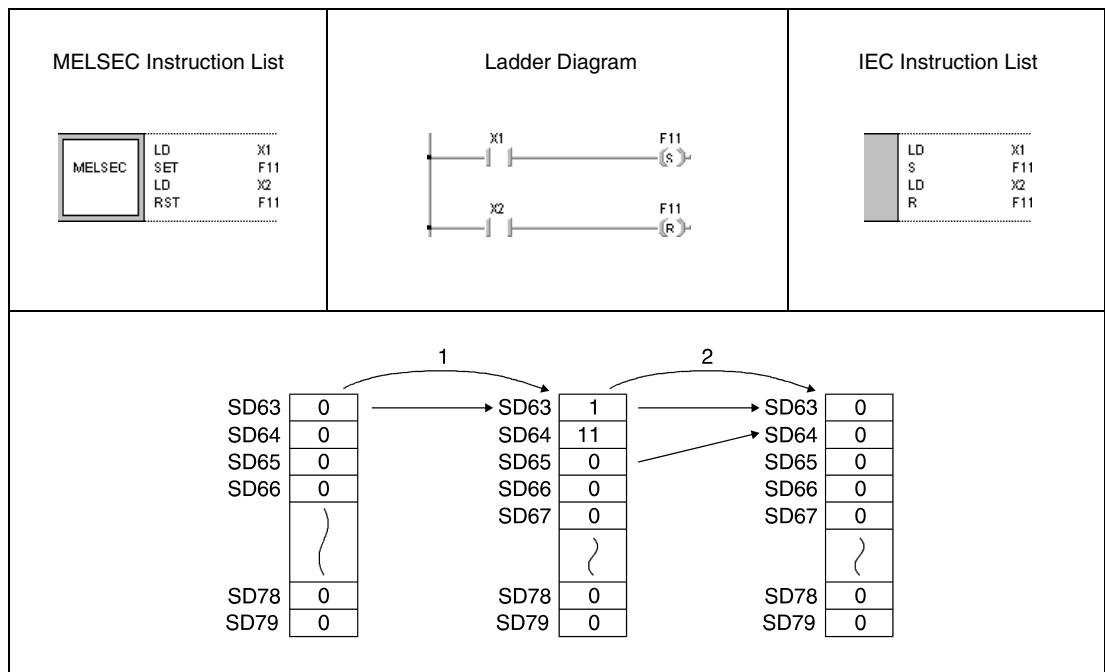 MELSEC Instruction List
MELSEC
LD X1
SET F11
LD X2
RST F11
Ladder Diagram
X1 F11
S
X2 F11
R
IEC Instruction List
LD X1
S F11
LD X2
R F11
1 2
SD63 0 SD63 1 SD63 0
SD64 0 SD64 11 SD64 0
SD65 0 SD65 0 SD65 0
SD66 0 SD66 0 SD66 0
SD67 0 SD67 0
SD78 0 SD78 0 SD78 0
SD79 0 SD79 0 SD79 0